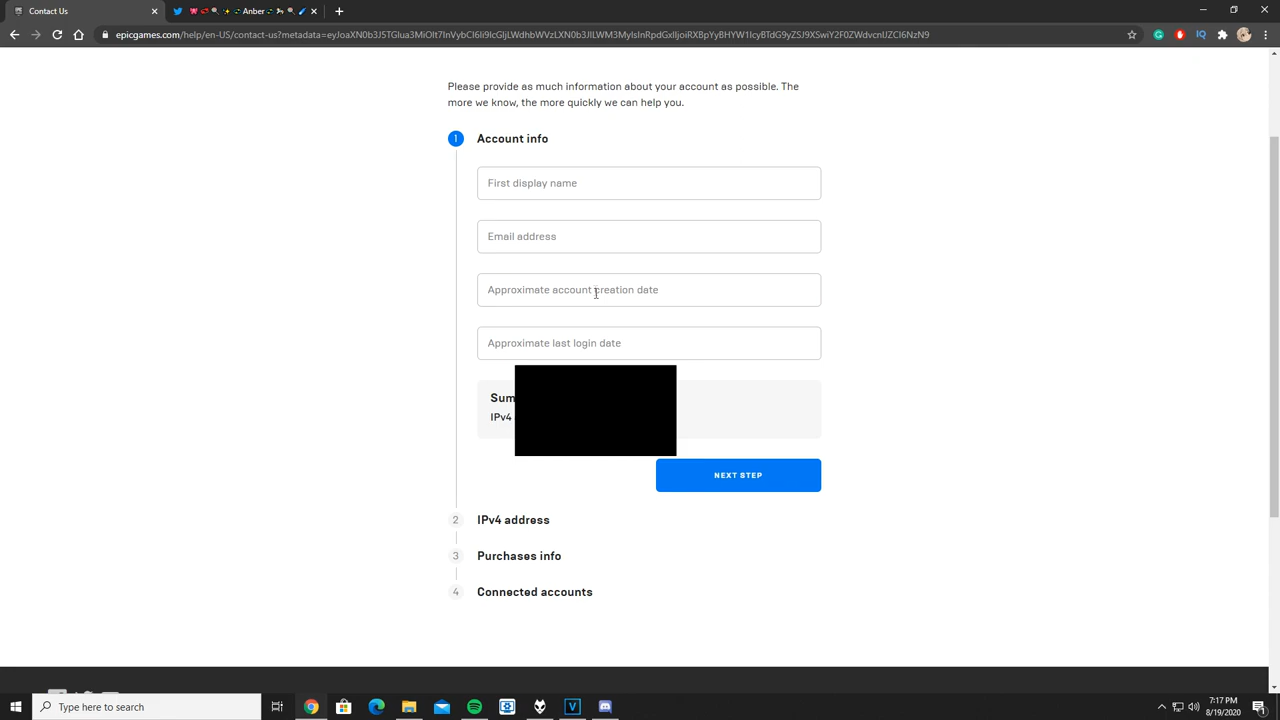 Contact Us
Anber
epicgames.com/help/en-US/contact-us?metadata=
Please provide as much information about your account as possible. The
more we know, the more quickly we can help you.
1 Account info
First display name
Email address
Approximate account creation date
Approximate last login date
IPv4
NEXT STEP
2 IPv4 address
3 Purchases info
4 Connected accounts
Type here to search
7:17 PM
8/19/2020